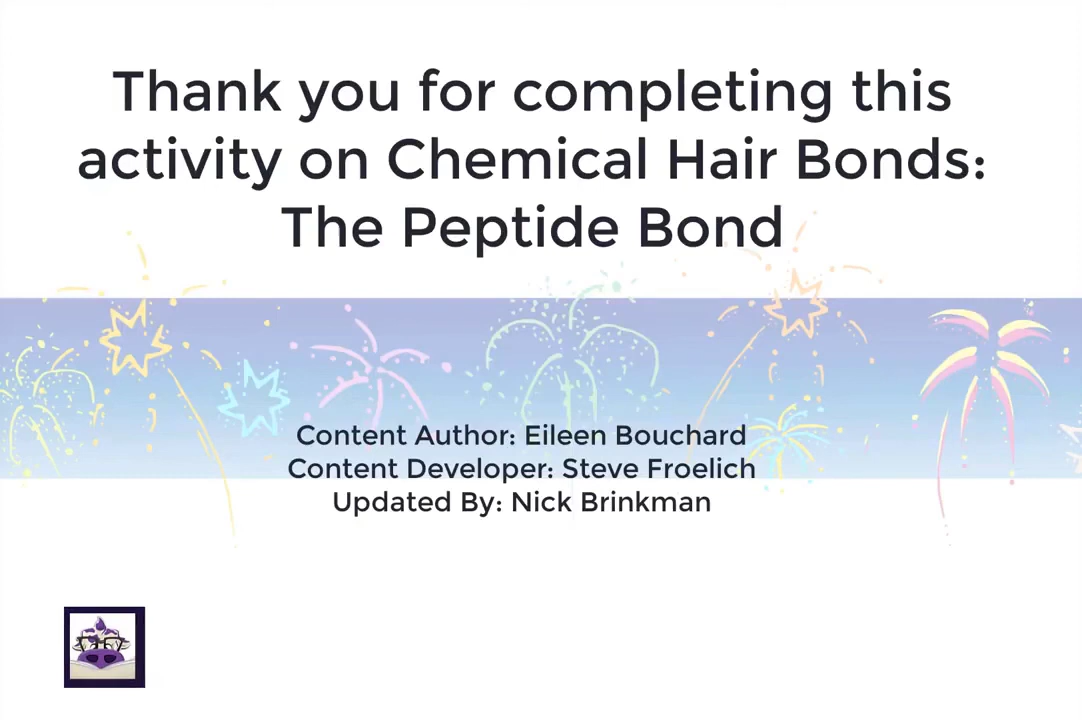 Thank you for completing this
activity on Chemical Hair Bonds:
The Peptide Bond
Content Author: Eileen Bouchard
Content Developer: Steve Froelich
Updated By: Nick Brinkman